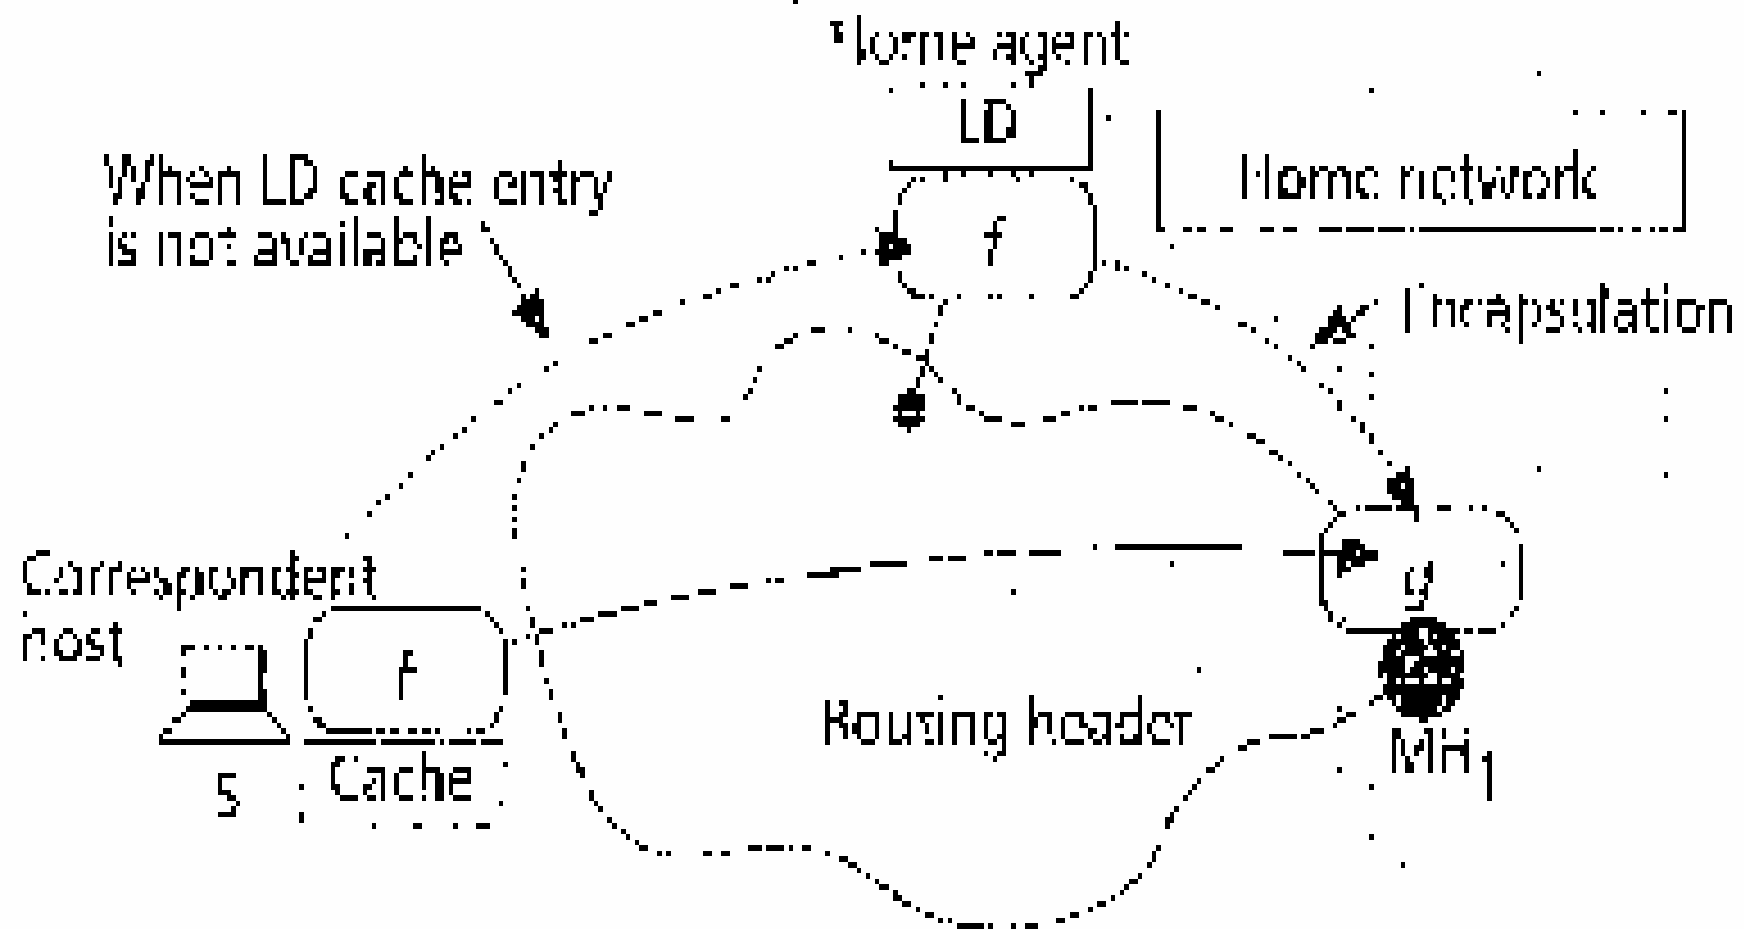 Home agent
LD
Home network
When LD cache entry
is not available
f
Encapsulation
Correspondent
host
f
g
Routing header
MH1
Cache
S